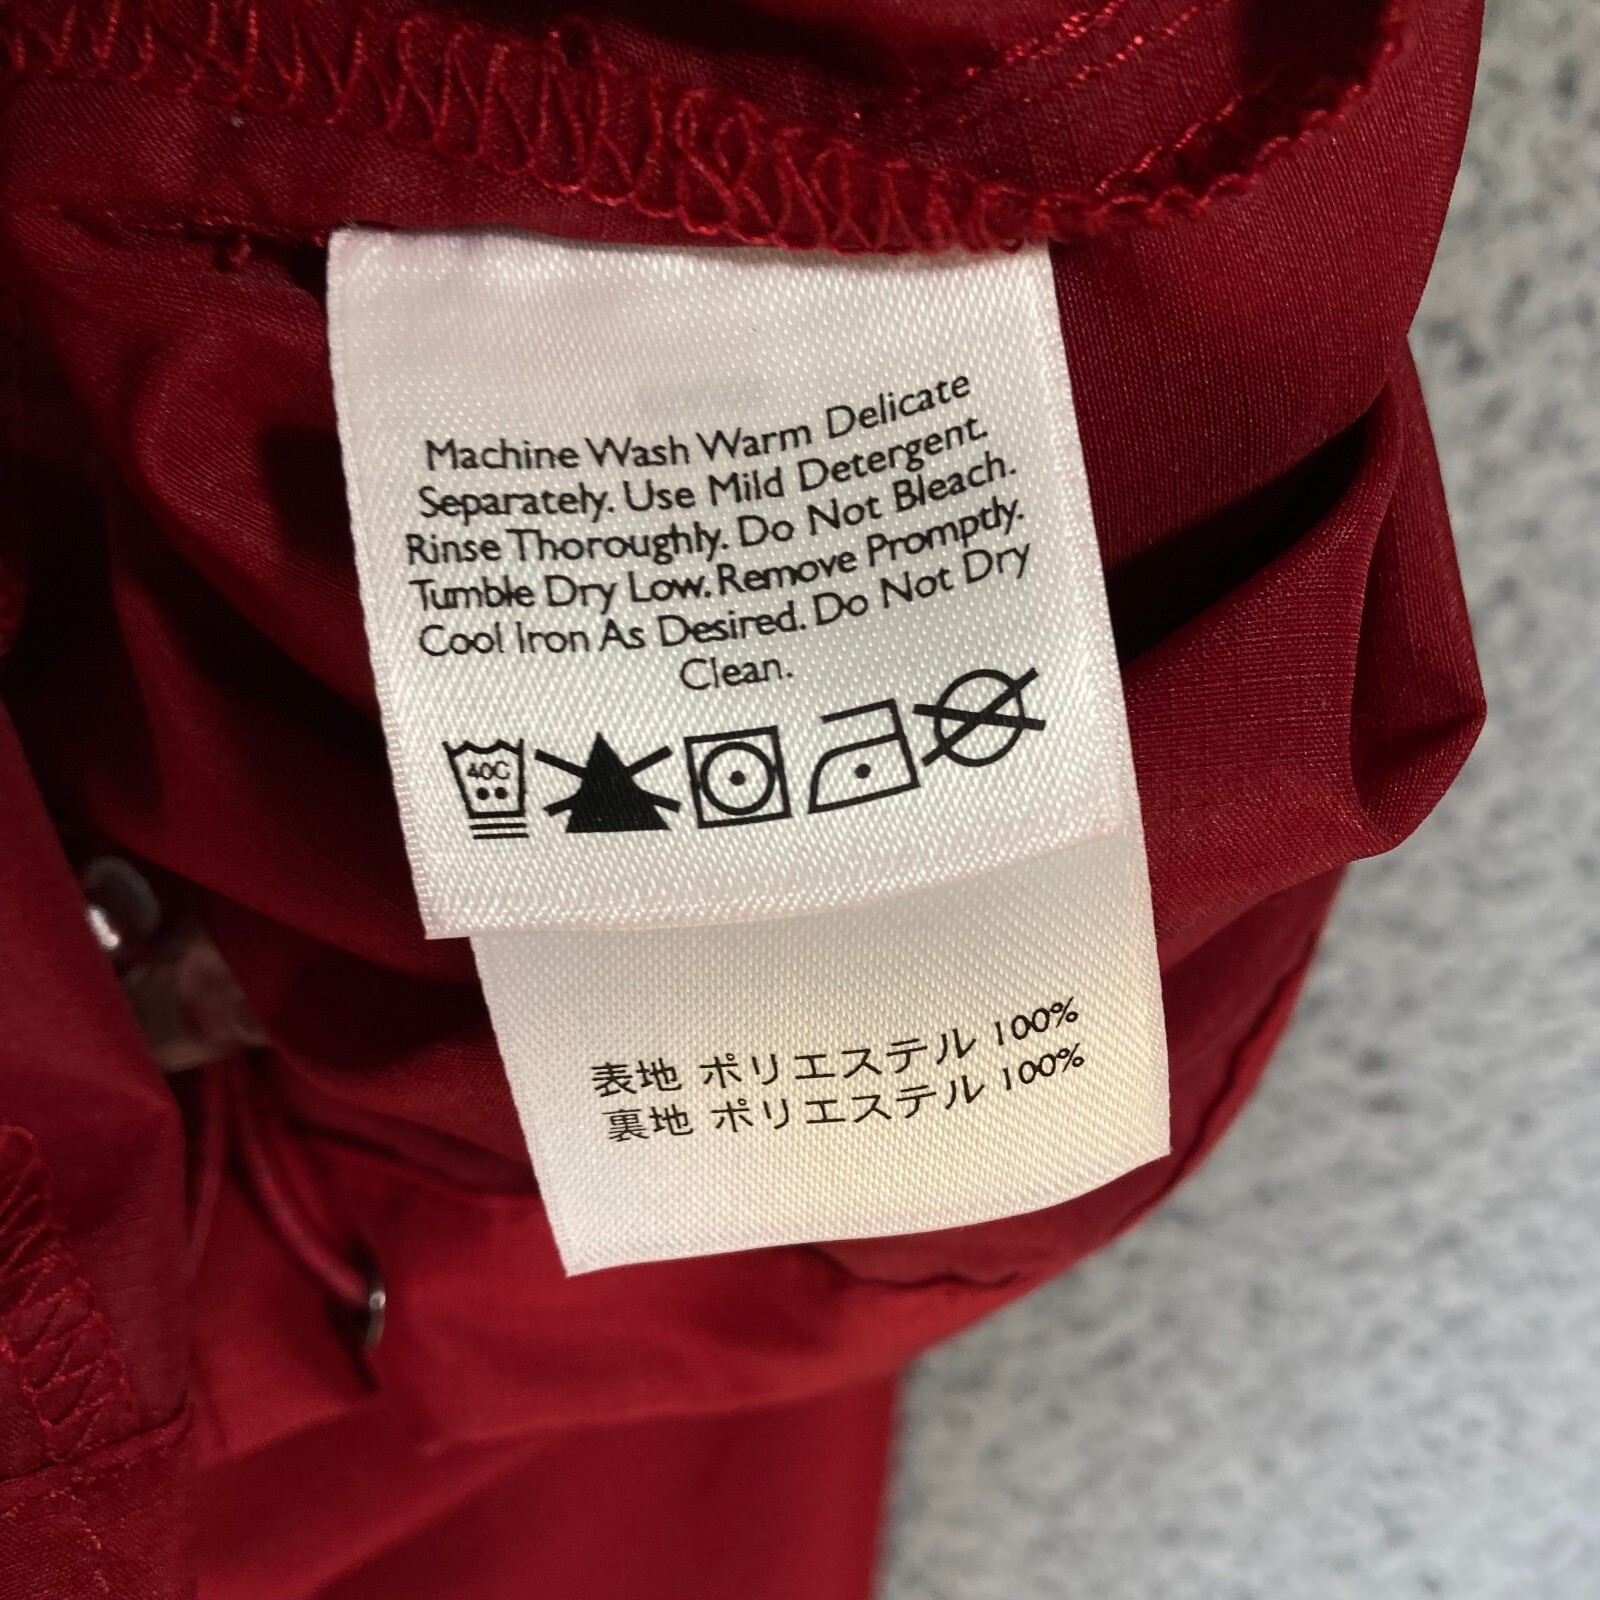 Machine Wash Warm Delicate
Separately. Use Mild Detergent.
Rinse Thoroughly. Do Not Bleach.
Tumble Dry Low. Remove Promptly.
Cool Iron As Desired. Do Not Dry
Clean.
40C
表地 ポリエステル 100%
裏地 ポリエステル 100%